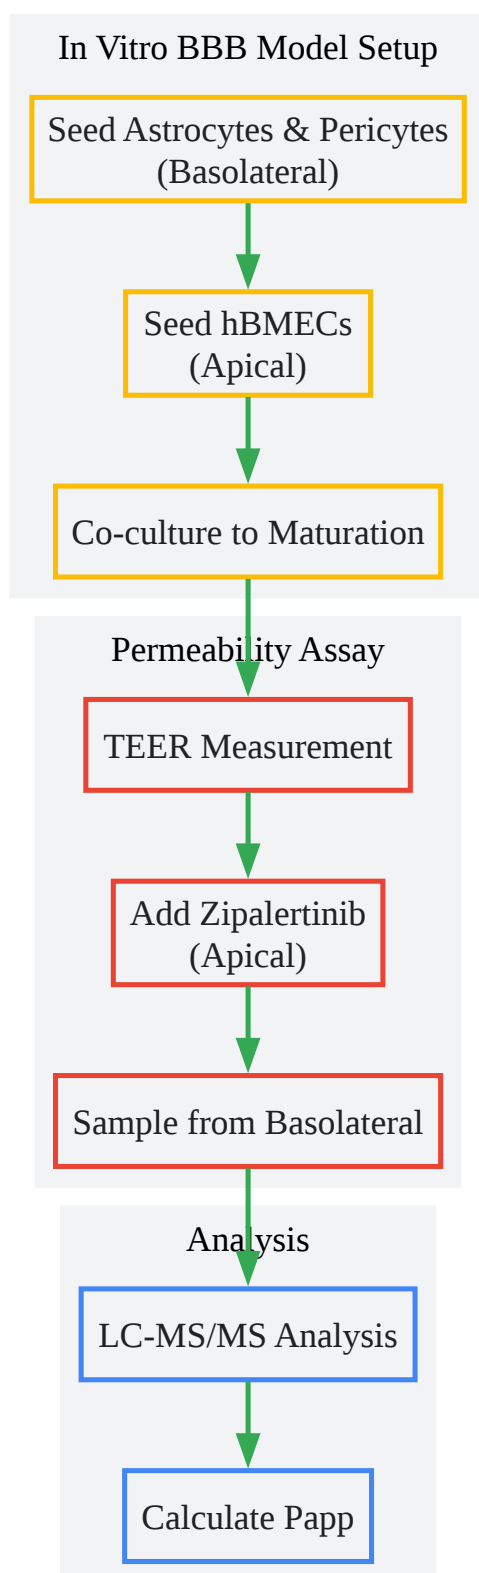 In Vitro BBB Model Setup
Seed Astrocytes & Pericytes
(Basolateral)
Seed hBMECs
(Apical)
Co-culture to Maturation
Permeability Assay
TEER Measurement
Add Zipalertinib
(Apical)
Sample from Basolateral
Analysis
LC-MS/MS Analysis
Calculate Papp